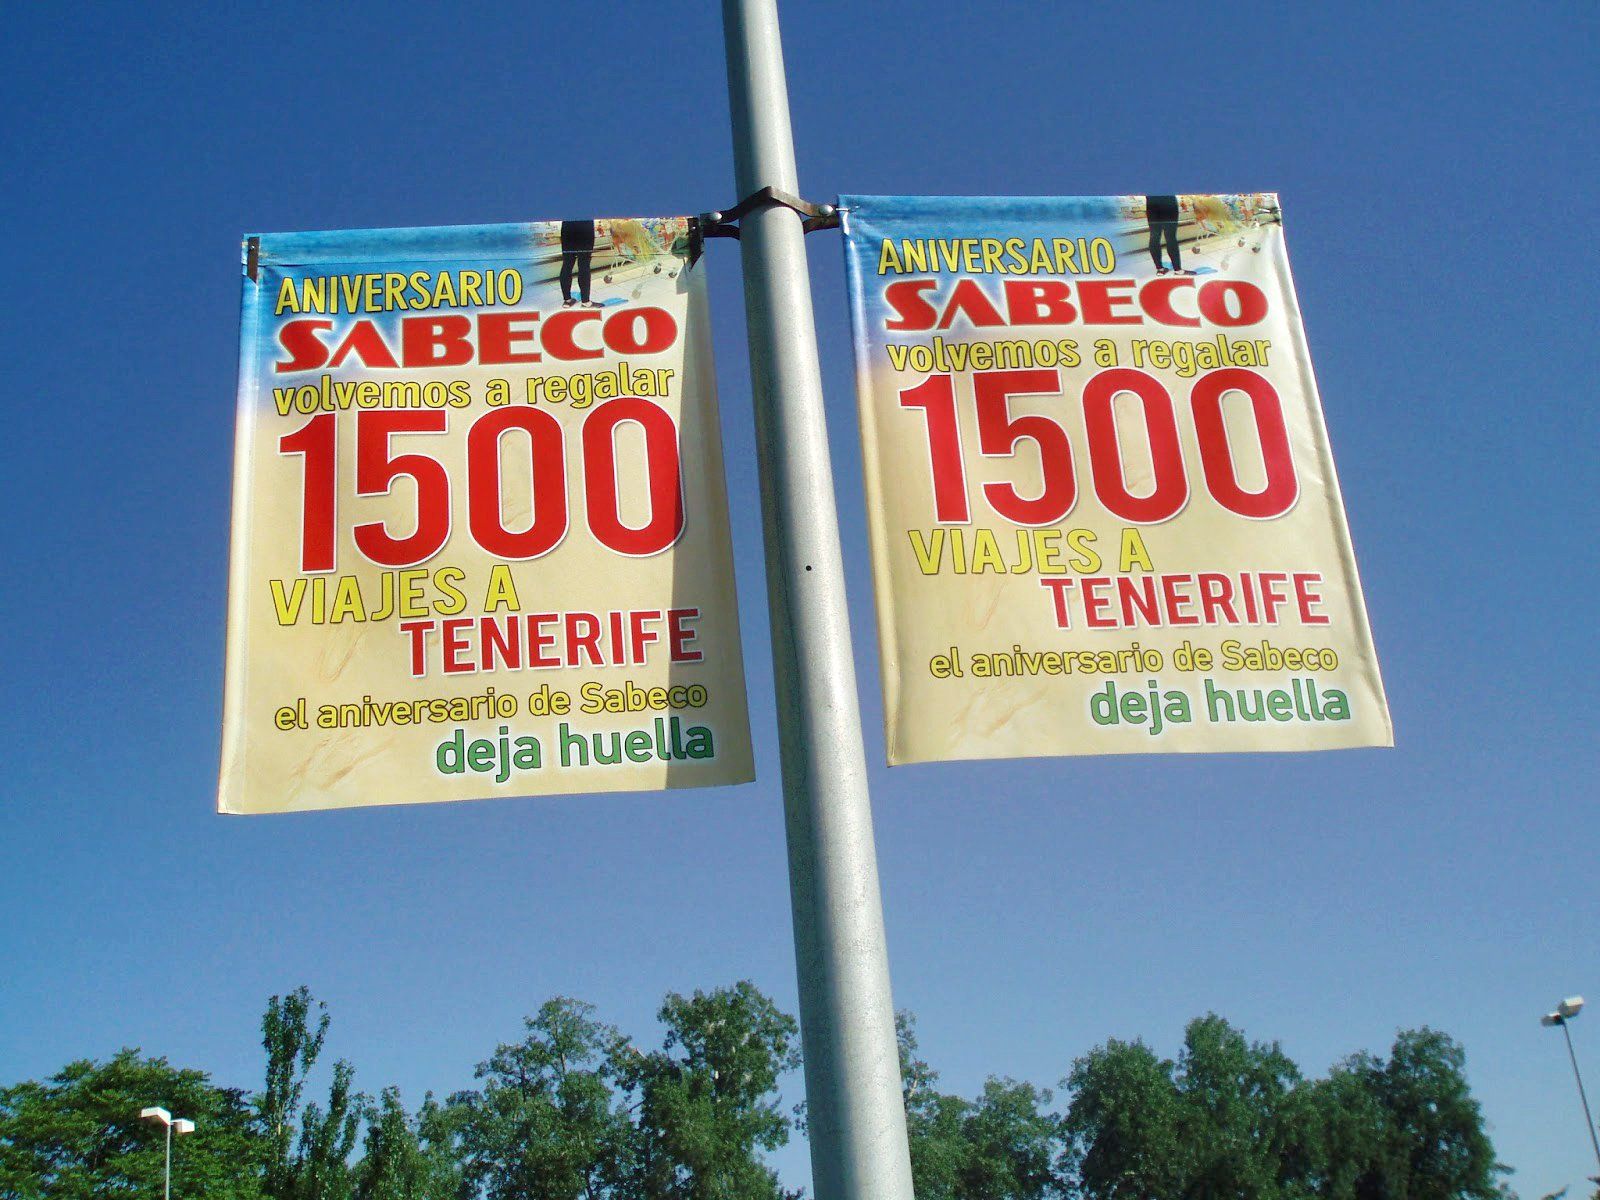 ANIVERSARIO
SABECO
volvemos a regalar
1500
VIAJES A
TENERIFE
el aniversario de Sabeco
deja huella
ANIVERSARIO
SABECO
volvemos a regalar
1500
VIAJES A
TENERIFE
el aniversario de Sabeco
deja huella